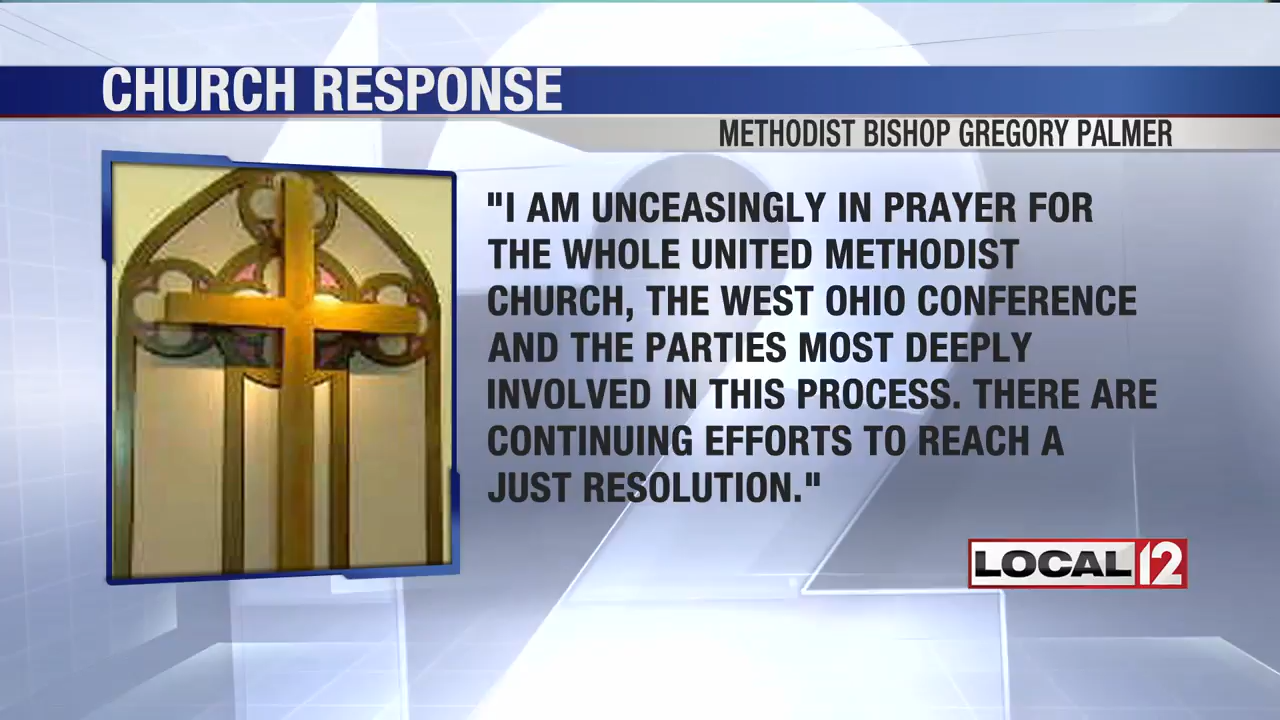 CHURCH RESPONSE
METHODIST BISHOP GREGORY PALMER
"I AM UNCEASINGLY IN PRAYER FOR
THE WHOLE UNITED METHODIST
CHURCH, THE WEST OHIO CONFERENCE
AND THE PARTIES MOST DEEPLY
INVOLVED IN THIS PROCESS. THERE ARE
CONTINUING EFFORTS TO REACH A
JUST RESOLUTION."
LOCAL 12